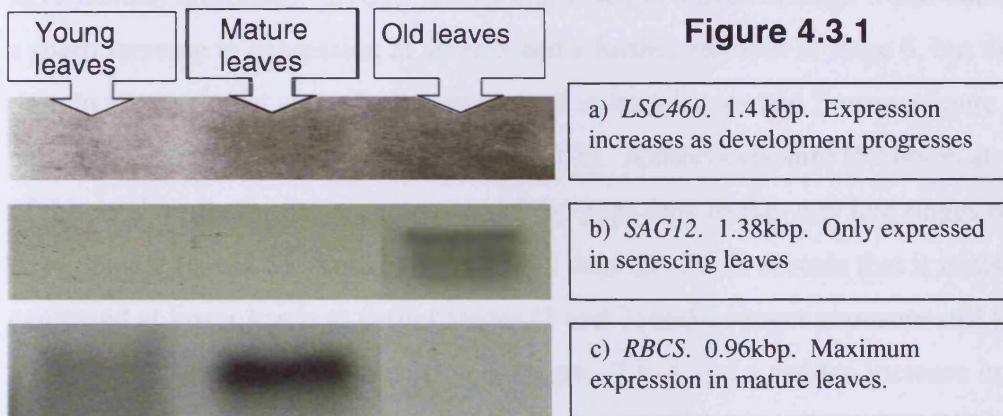 Young
leaves
Mature
leaves
Old leaves
Figure 4.3.1
a) LSC460. 1.4 kbp. Expression
increases as development progresses
b) SAG12. 1.38kbp. Only expressed
in senescing leaves
c) RBCS. 0.96kbp. Maximum
expression in mature leaves.